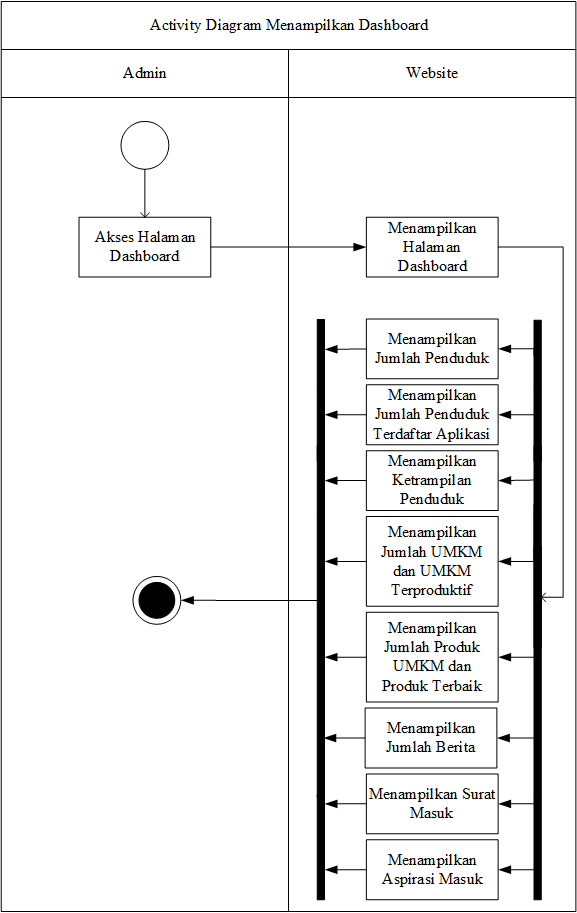 Activity Diagram Menampilkan Dashboard
Admin
Website
Akses Halaman
Dashboard
Menampilkan
Halaman
Dashboard
Menampilkan
Jumlah Penduduk
Menampilkan
Jumlah Penduduk
Terdaftar Aplikasi
Menampilkan
Ketrampilan
Penduduk
Menampilkan
Jumlah UMKM
dan UMKM
Terproduktif
Menampilkan
Jumlah Produk
UMKM dan
Produk Terbaik
Menampilkan
Jumlah Berita
Menampilkan Surat
Masuk
Menampilkan
Aspirasi Masuk